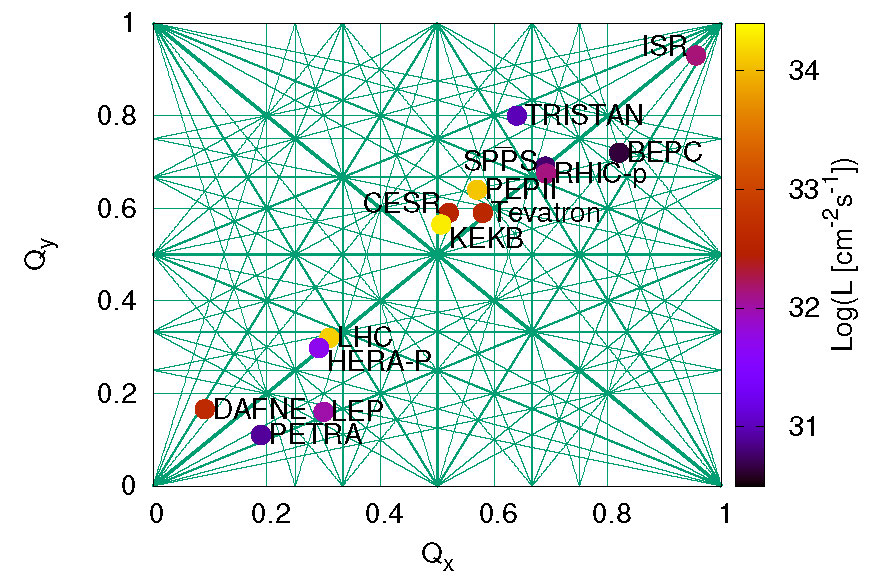 1
0.8
0.6
0.4
0.2
0
0
0.2
0.4
0.6
0.8
1
Qy
Qx
ISR
TRISTAN
BEPC
SPPS
RHIC-p
PEPII
CESR
Tevatron
KEKB
LHC
HERA-P
DAFNE
LEP
PETRA
34
33
32
31
Log(L [cm⁻²s⁻¹])